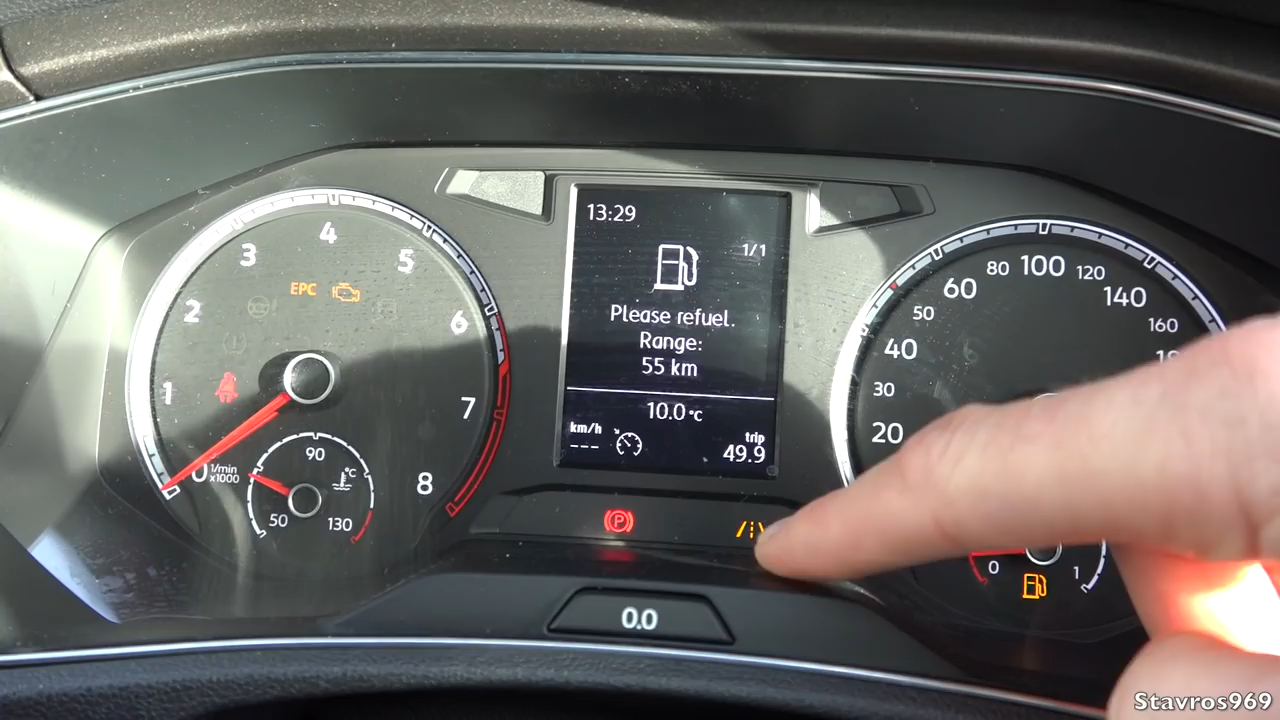 1
2
3
4
5
6
7
8
EPC
0
1/min
x1000
50
90
130
°C
13:29
1/1
Please refuel.
Range:
55 km
10.0°C
km/h
---
trip
49.9
P
0.0
20
30
40
50
60
80
100
120
140
160
0
1
Stavros969